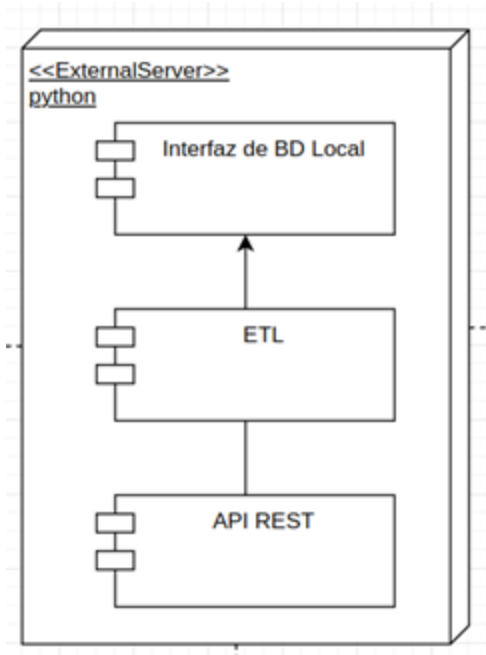 <<ExternalServer>>
python
Interfaz de BD Local
ETL
API REST